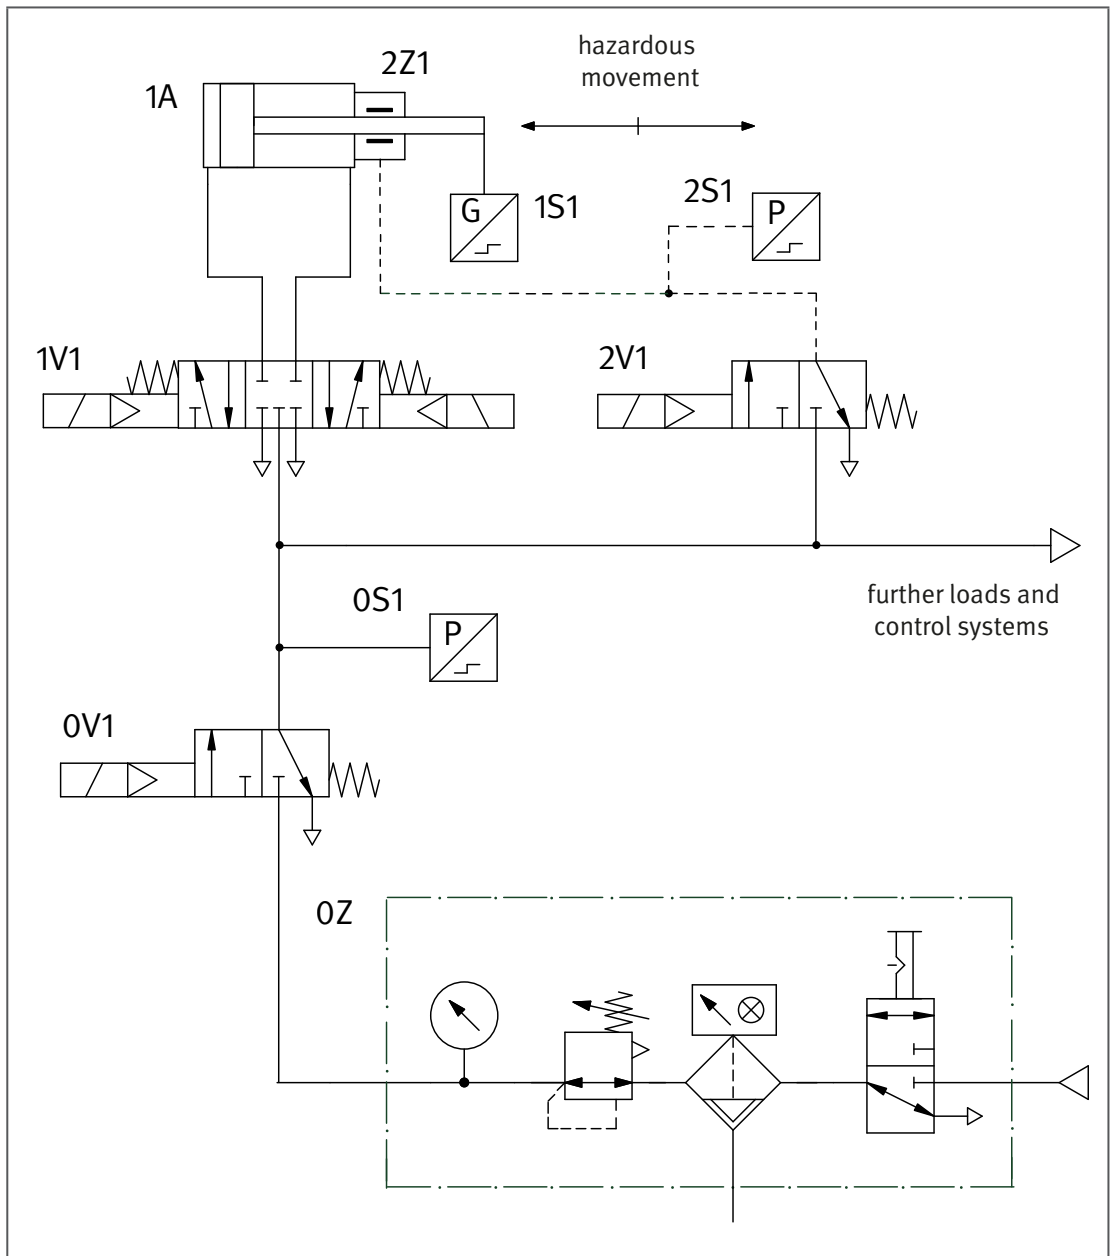 hazardous
movement
2Z1
1A
2S1
P
G
1S1
1V1
2V1
further loads and
control systems
0S1
P
0V1
0Z